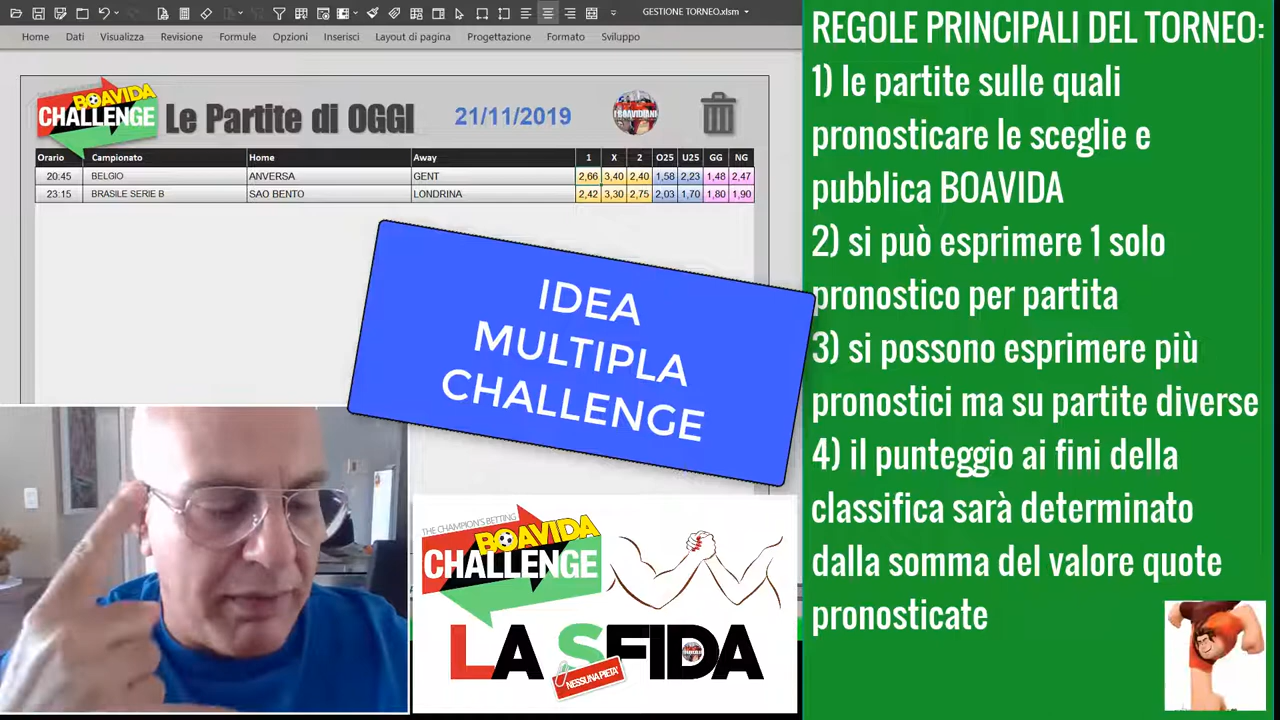 GESTIONE TORNEO.xlsm
Home Dati Visualizza Revisione Formule Opzioni Inserisci Layout di pagina Progettazione Formato Sviluppo
BOAVIDA
CHALLENGE
Le Partite di OGGI
21/11/2019
I BOAVIDIANI
Orario Campionato Home Away 1 X 2 O25 U25 GG NG
20:45 BELGIO ANVERSA GENT 2,66 3,40 2,40 1,58 2,23 1,48 2,47
23:15 BRASILE SERIE B SAO BENTO LONDRINA 2,42 3,30 2,75 2,03 1,70 1,80 1,90
IDEA
MULTIPLA
CHALLENGE
THE CHAMPION'S BETTING
BOAVIDA
CHALLENGE
LA SFIDA
NESSUNA PIETA'
REGOLE PRINCIPALI DEL TORNEO:
1) le partite sulle quali
pronosticare le sceglie e
pubblica BOAVIDA
2) si può esprimere 1 solo
pronostico per partita
3) si possono esprimere più
pronostici ma su partite diverse
4) il punteggio ai fini della
classifica sarà determinato
dalla somma del valore quote
pronosticate